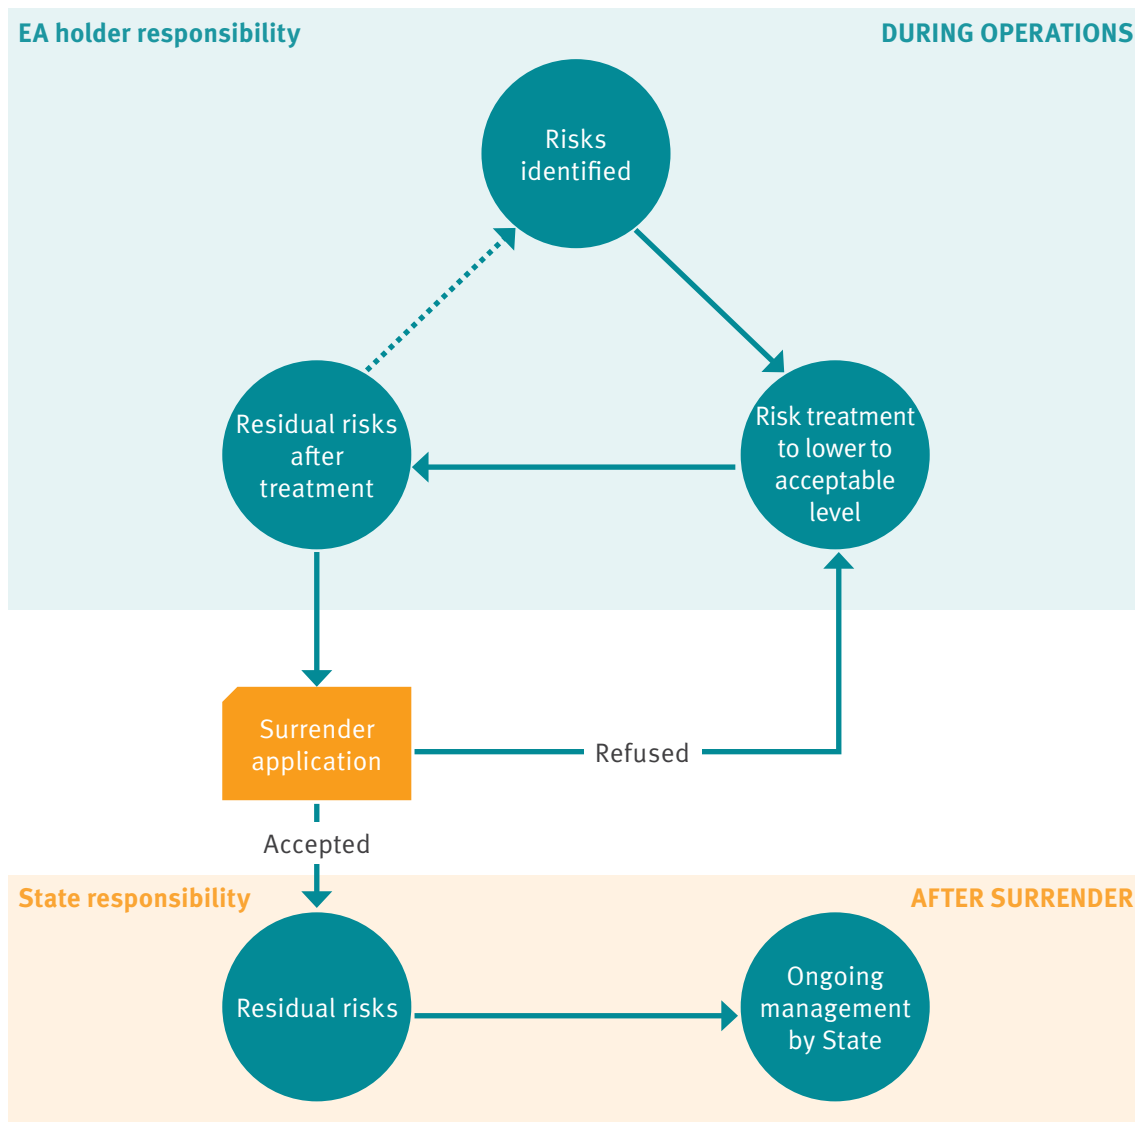 EA holder responsibility
DURING OPERATIONS
Risks
identified
Residual risks
after
treatment
Risk treatment
to lower to
acceptable
level
Surrender
application
Refused
Accepted
State responsibility
AFTER SURRENDER
Residual risks
Ongoing
management
by State